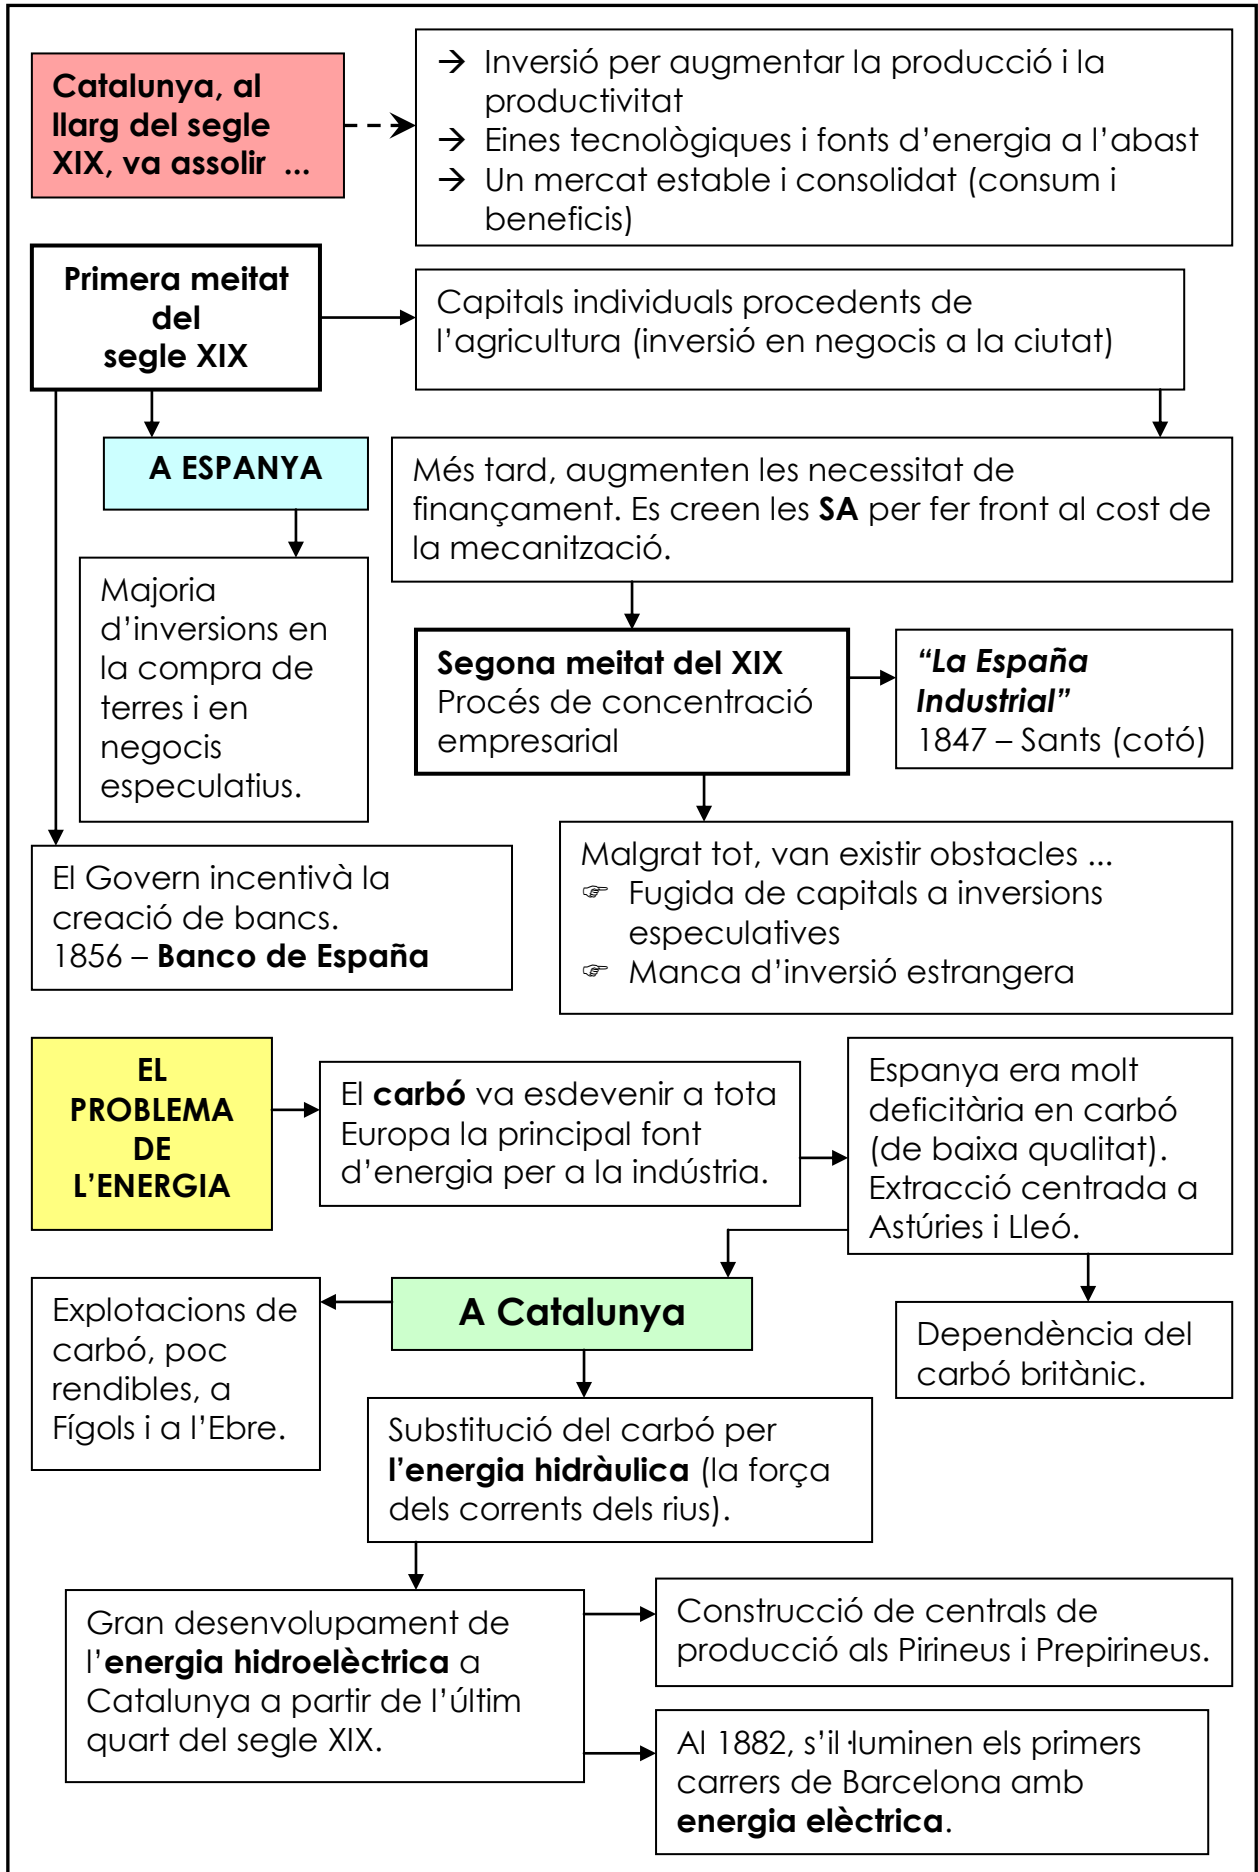 Catalunya, al
llarg del segle
XIX, va assolir ...
→ Inversió per augmentar la producció i la
productivitat
→ Eines tecnològiques i fonts d'energia a l'abast
→ Un mercat estable i consolidat (consum i
beneficis)
Primera meitat
del
segle XIX
Capitals individuals procedents de
l'agricultura (inversió en negocis a la ciutat)
A ESPANYA
Més tard, augmenten les necessitat de
finançament. Es creen les SA per fer front al cost de
la mecanització.
Majoria
d'inversions en
la compra de
terres i en
negocis
especulatius.
Segona meitat del XIX
Procés de concentració
empresarial
“La España
Industrial”
1847 – Sants (cotó)
El Govern incentivà la
creació de bancs.
1856 – Banco de España
Malgrat tot, van existir obstacles ...
☞ Fugida de capitals a inversions
especulatives
☞ Manca d'inversió estrangera
EL
PROBLEMA
DE
L'ENERGIA
El carbó va esdevenir a tota
Europa la principal font
d'energia per a la indústria.
Espanya era molt
deficitària en carbó
(de baixa qualitat).
Extracció centrada a
Astúries i Lleó.
A Catalunya
Explotacions de
carbó, poc
rendibles, a
Fígols i a l'Ebre.
Dependència del
carbó britànic.
Substitució del carbó per
l'energia hidràulica (la força
dels corrents dels rius).
Gran desenvolupament de
l'energia hidroelèctrica a
Catalunya a partir de l'últim
quart del segle XIX.
Construcció de centrals de
producció als Pirineus i Prepirineus.
Al 1882, s'il·luminen els primers
carrers de Barcelona amb
energia elèctrica.